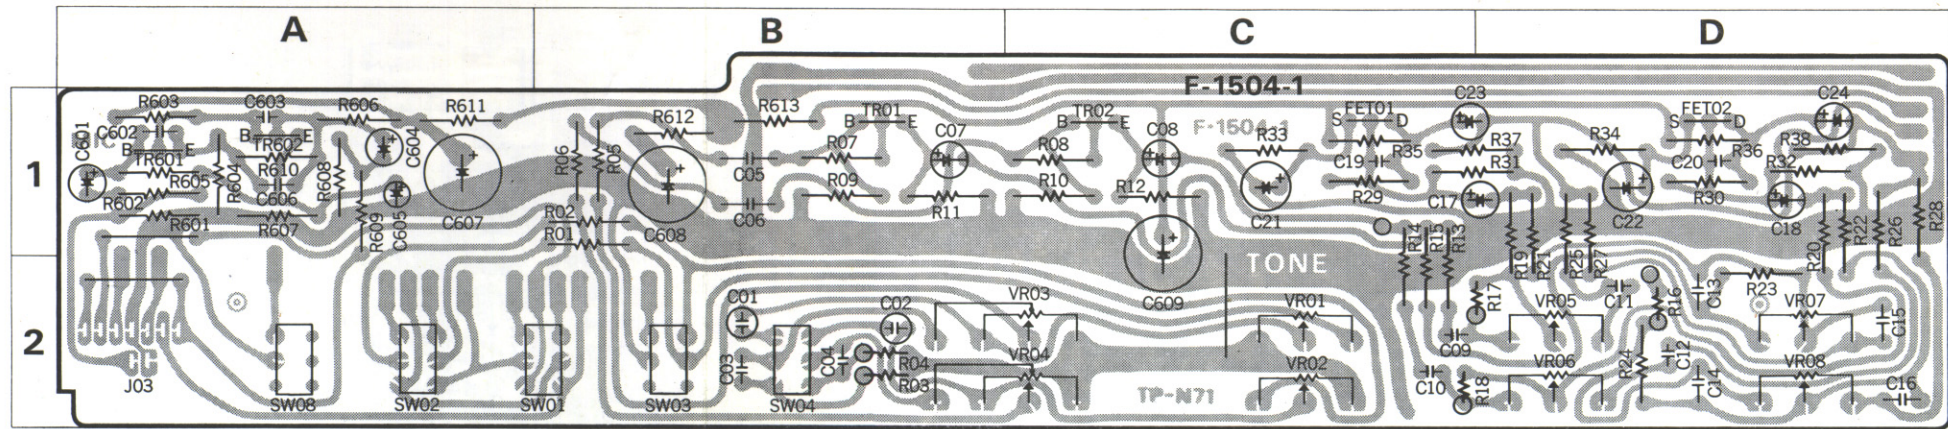 A B C D
F-1504-1
1
R603 C603 R606 R611 R612 R613 TR01 TR02 FET01 C23 FET02 C24
C601 C602 B E C604 B E C07 B E C08 F-1504-1 R33 S D R37 R34 S D R38
B E TR601 TR602 R07 R08 C19 R35 R31 C20 R36 R32
R605 R604 R610 R608 R06 R05 C05 R09 R10 R12 R29 C17 R30
R602 C606 C605 C607 R02 C608 C06 R11 C21 C22 C18
R601 R607 R609 R01 R14 R15 R13 R19 R21 R25 R27 R20 R22 R26 R28
2
TONE
C609
C01 C02 VR03 VR01 R17 VR05 C11 R16 C13 R23 VR07 C15
C03 C04 R04 VR04 VR02 C09 VR06 R24 C12 VR08
R03 C10 R18 C14 C16
J03 TP-N71
SW08 SW02 SW01 SW03 SW04